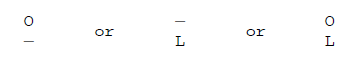 O — O
or or
— L L